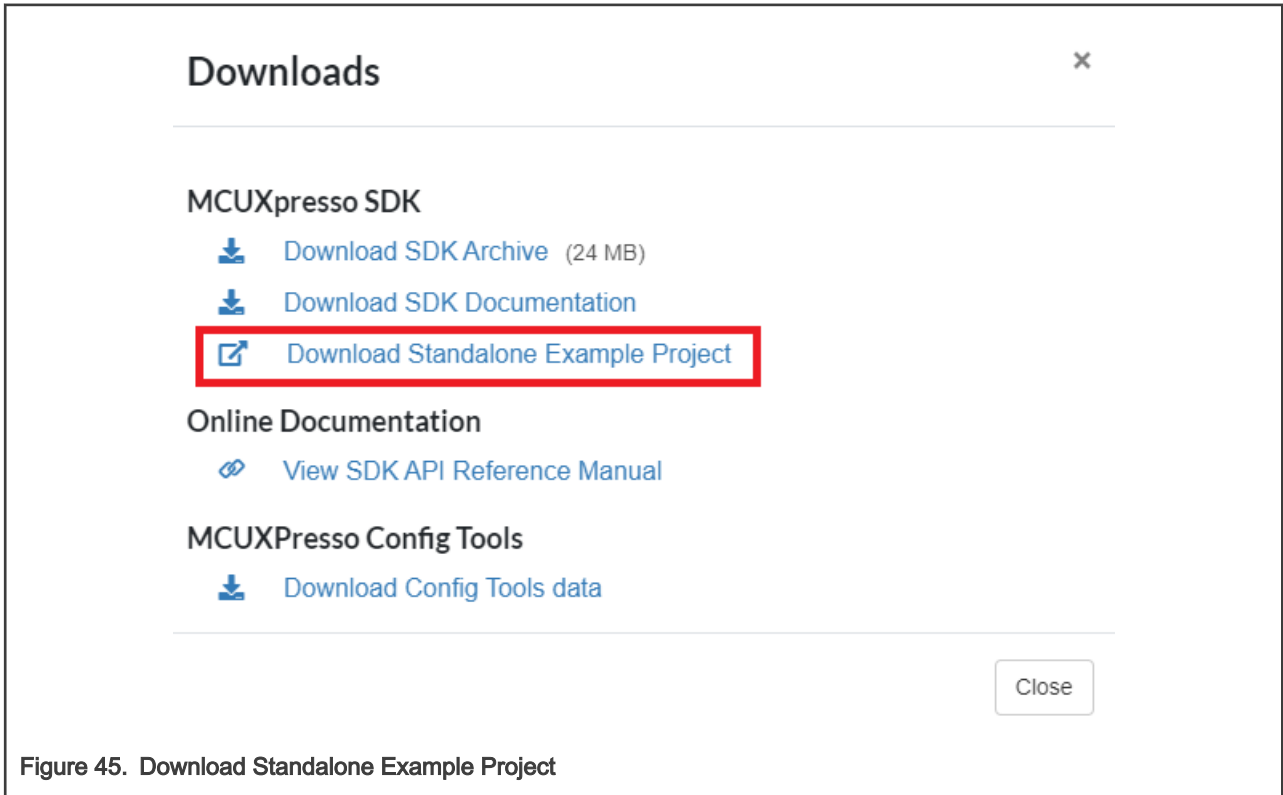 Downloads ×
MCUXpresso SDK
Download SDK Archive (24 MB)
Download SDK Documentation
Download Standalone Example Project
Online Documentation
View SDK API Reference Manual
MCUXPresso Config Tools
Download Config Tools data
Close
Figure 45. Download Standalone Example Project